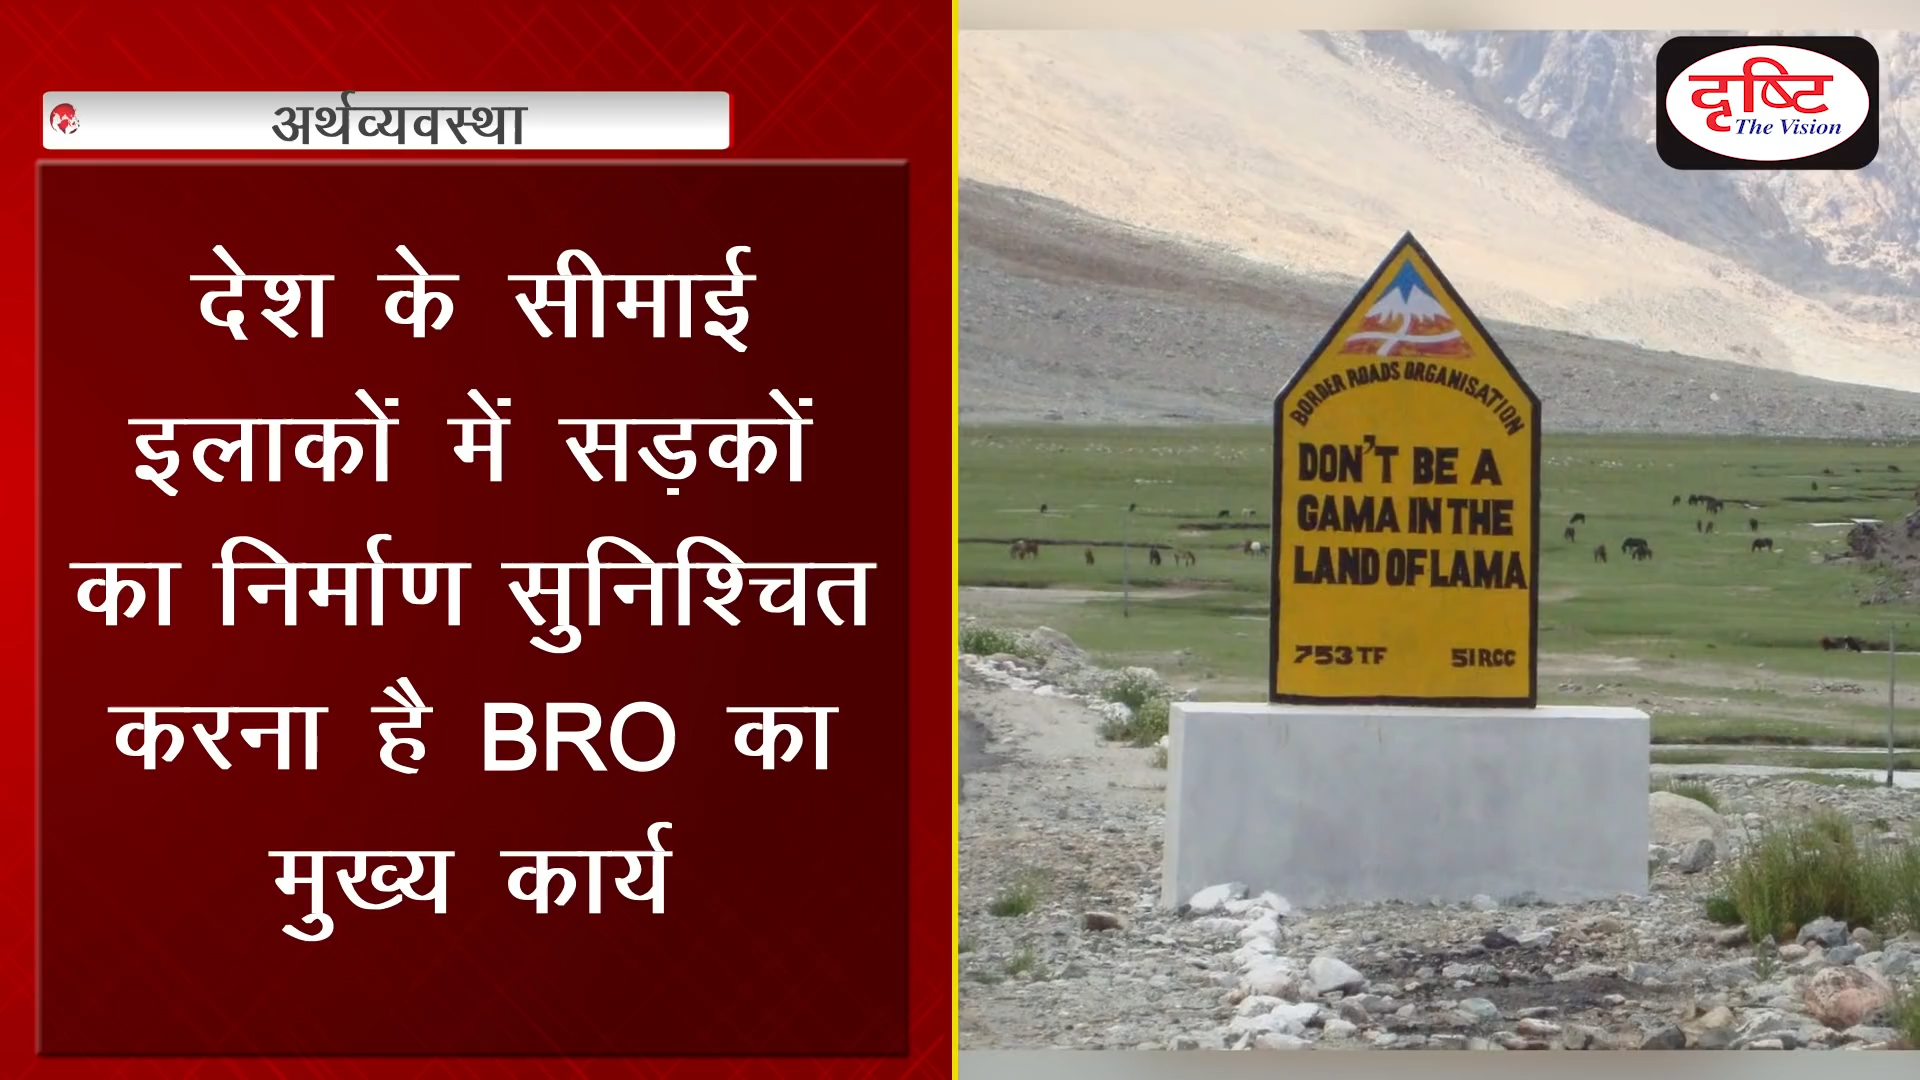 अर्थव्यवस्था
देश के सीमाई
इलाकों में सड़कों
का निर्माण सुनिश्चित
करना है BRO का
मुख्य कार्य
दृष्टि
The Vision
BORDER ROADS ORGANISATION
DON'T BE A
GAMA IN THE
LAND OF LAMA
753 TF 51 RCC